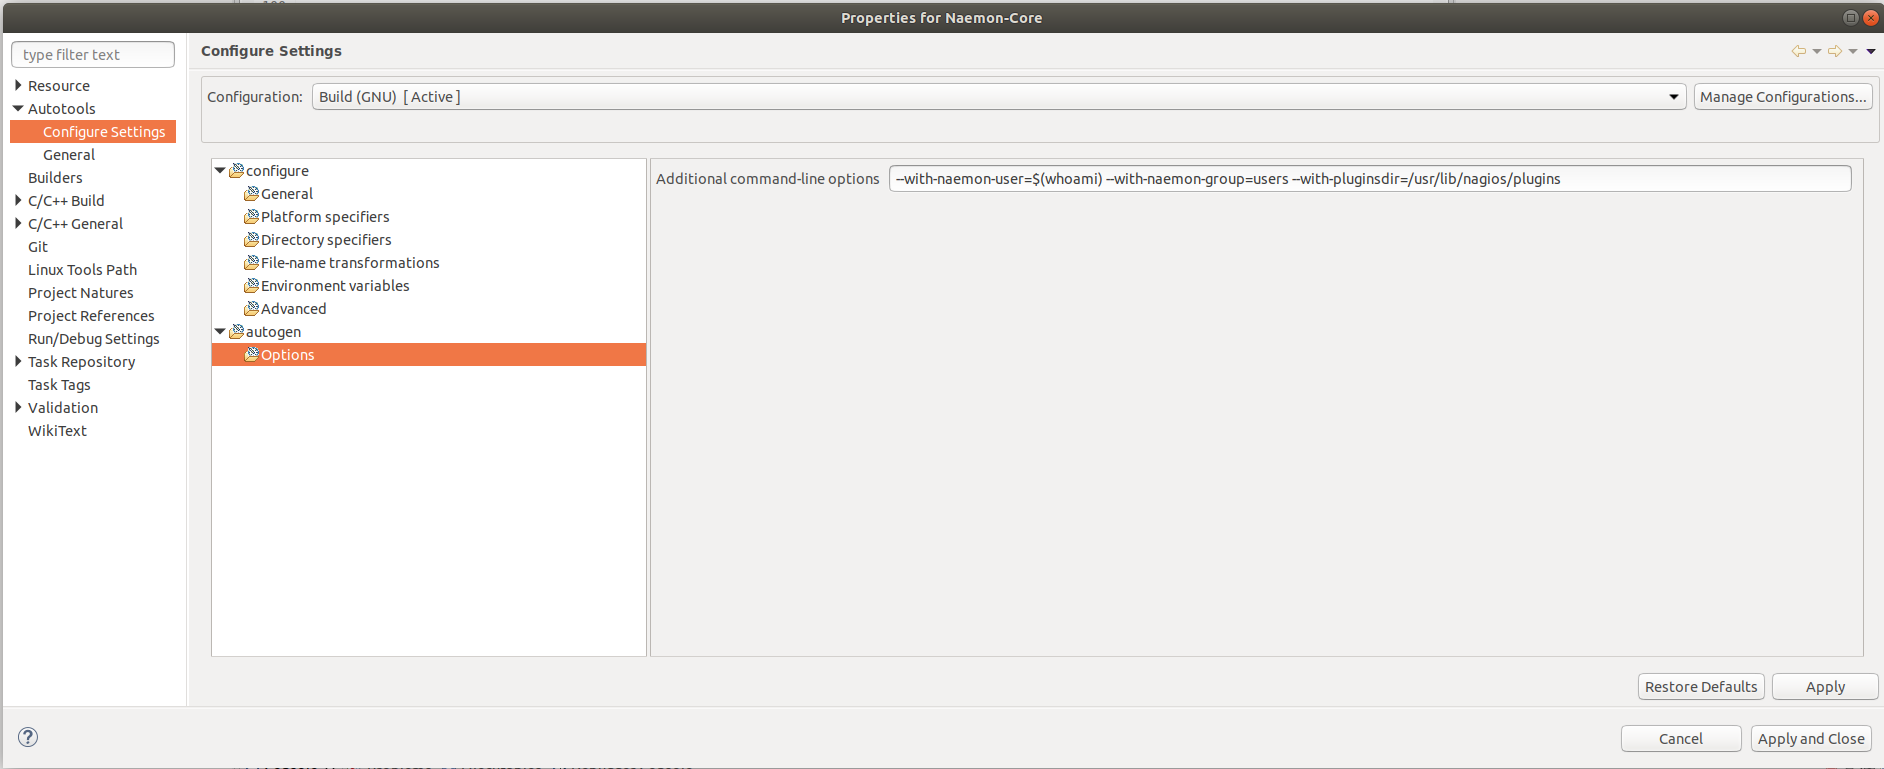 Properties for Naemon-Core
type filter text
Resource
Autotools
Configure Settings
General
Builders
C/C++ Build
C/C++ General
Git
Linux Tools Path
Project Natures
Project References
Run/Debug Settings
Task Repository
Task Tags
Validation
WikiText
Configure Settings
Configuration: Build (GNU) [ Active ] Manage Configurations...
configure
General
Platform specifiers
Directory specifiers
File-name transformations
Environment variables
Advanced
autogen
Options
Additional command-line options --with-naemon-user=$(whoami) --with-naemon-group=users --with-pluginsdir=/usr/lib/nagios/plugins
Restore Defaults Apply
? Cancel Apply and Close